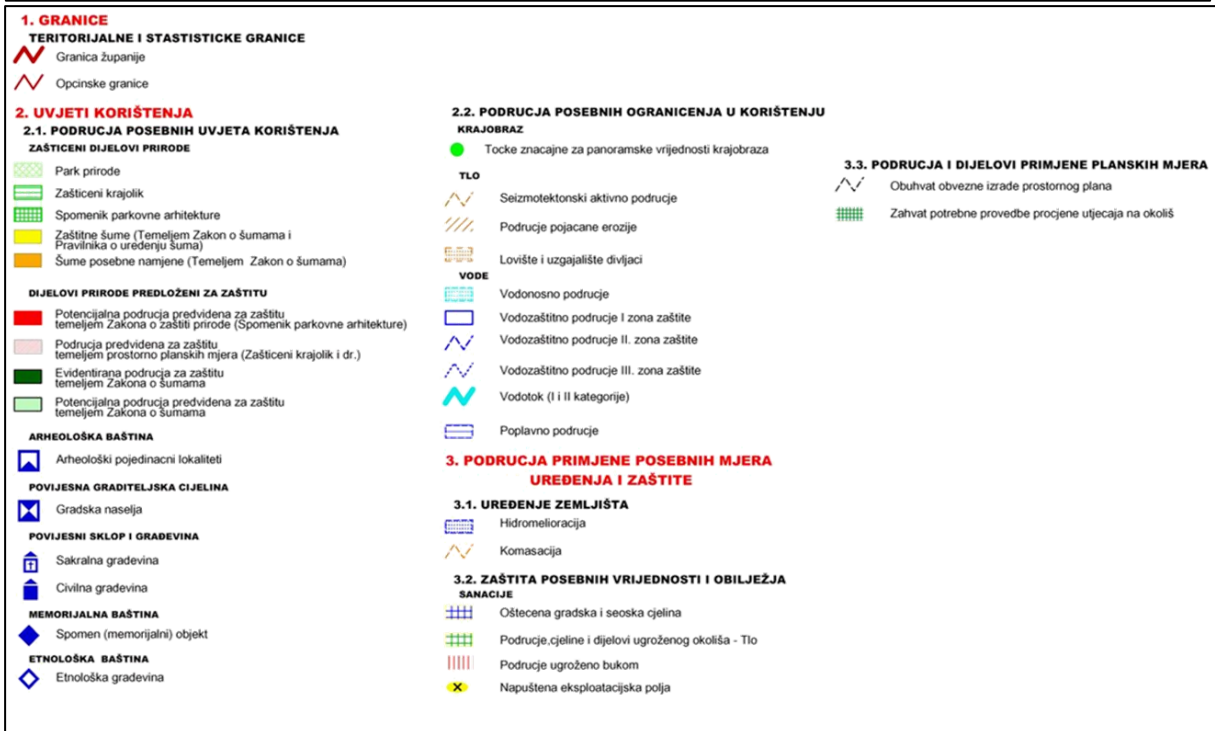 1. GRANICE
TERITORIJALNE I STASTISTICKE GRANICE
Granica županije
Opcinske granice
2. UVJETI KORIŠTENJA
2.1. PODRUCJA POSEBNIH UVJETA KORIŠTENJA
ZAŠTICENI DIJELOVI PRIRODE
Park prirode
Zašticeni krajolik
Spomenik parkovne arhitekture
Zaštitne šume (Temeljem Zakon o šumama i
Pravilnika o uredenju šuma)
Šume posebne namjene (Temeljem Zakon o šumama)
DIJELOVI PRIRODE PREDLOŽENI ZA ZAŠTITU
Potencijalna podrucja predvidena za zaštitu
temeljem Zakona o zaštiti prirode (Spomenik parkovne arhitekture)
Podrucja predvidena za zaštitu
temeljem prostorno planskih mjera (Zašticeni krajolik i dr.)
Evidentirana podrucja za zaštitu
temeljem Zakona o šumama
Potencijalna podrucja predvidena za zaštitu
temeljem Zakona o šumama
ARHEOLOŠKA BAŠTINA
Arheološki pojedinacni lokaliteti
POVIJESNA GRADITELJSKA CIJELINA
Gradska naselja
POVIJESNI SKLOP I GRAĐEVINA
Sakralna gradevina
Civilna gradevina
MEMORIJALNA BAŠTINA
Spomen (memorijalni) objekt
ETNOLOŠKA BAŠTINA
Etnološka gradevina
2.2. PODRUCJA POSEBNIH OGRANICENJA U KORIŠTENJU
KRAJOBRAZ
Tocke znacajne za panoramske vrijednosti krajobraza
TLO
Seizmotektonski aktivno podrucje
Podrucje pojacane erozije
Lovište i uzgajalište divljaci
VODE
Vodonosno podrucje
Vodozaštitno podrucje I zona zaštite
Vodozaštitno podrucje II. zona zaštite
Vodozaštitno podrucje III. zona zaštite
Vodotok (I i II kategorije)
Poplavno podrucje
3. PODRUCJA PRIMJENE POSEBNIH MJERA
UREĐENJA I ZAŠTITE
3.1. UREĐENJE ZEMLJIŠTA
Hidromelioracija
Komasacija
3.2. ZAŠTITA POSEBNIH VRIJEDNOSTI I OBILJEŽJA
SANACIJE
Oštecena gradska i seoska cjelina
Podrucje,cjeline i dijelovi ugroženog okoliša - Tlo
Podrucje ugroženo bukom
Napuštena eksploatacijska polja
3.3. PODRUCJA I DIJELOVI PRIMJENE PLANSKIH MJERA
Obuhvat obvezne izrade prostornog plana
Zahvat potrebne provedbe procjene utjecaja na okoliš